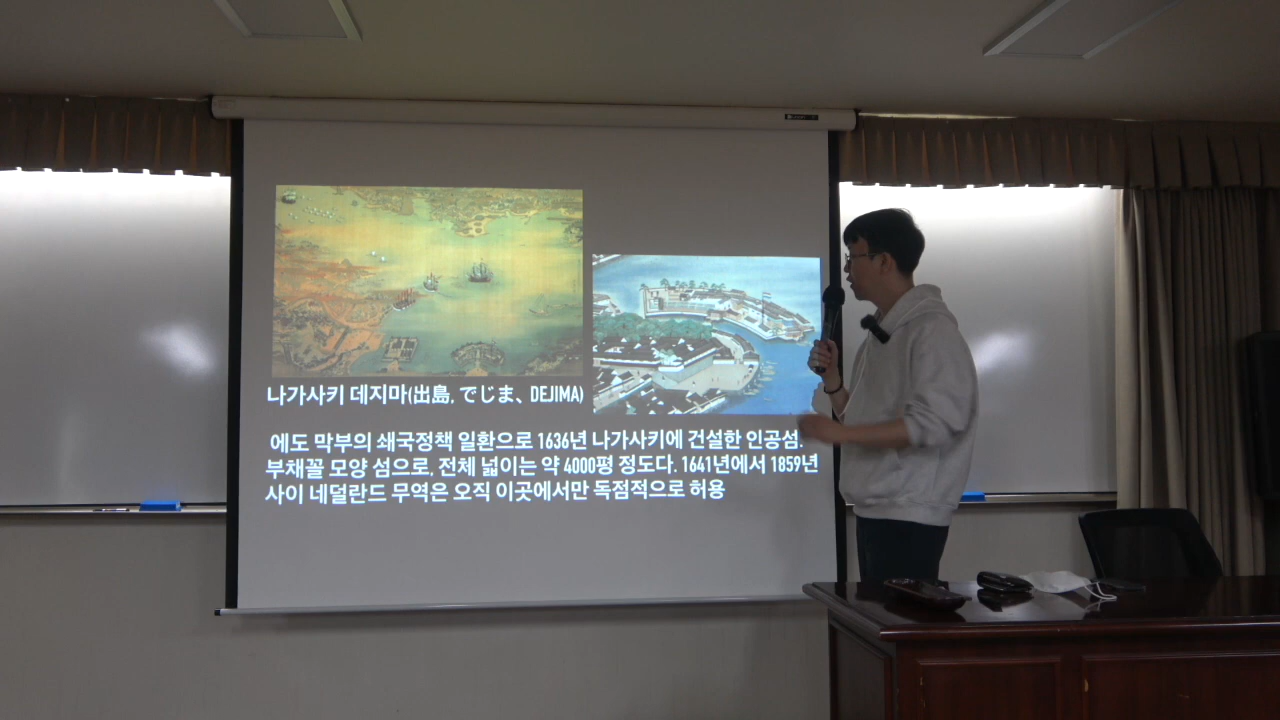 나가사키 데지마(出島, でじま、 DEJIMA)
에도 막부의 쇄국정책 일환으로 1636년 나가사키에 건설한 인공섬.
부채꼴 모양 섬으로, 전체 넓이는 약 4000평 정도다. 1641년에서 1859년
사이 네덜란드 무역은 오직 이곳에서만 독점적으로 허용